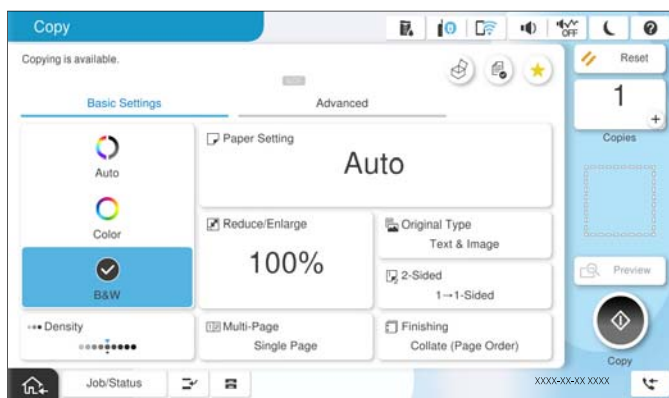 Copy
OFF
Copying is available.
Reset
1
Copies
Basic Settings
Advanced
Auto
Color
B&W
Density
Paper Setting
Auto
Reduce/Enlarge
100%
Original Type
Text & Image
2-Sided
1→1-Sided
Multi-Page
Single Page
Finishing
Collate (Page Order)
Preview
Copy
Job/Status
XXXX-XX-XX XXXX